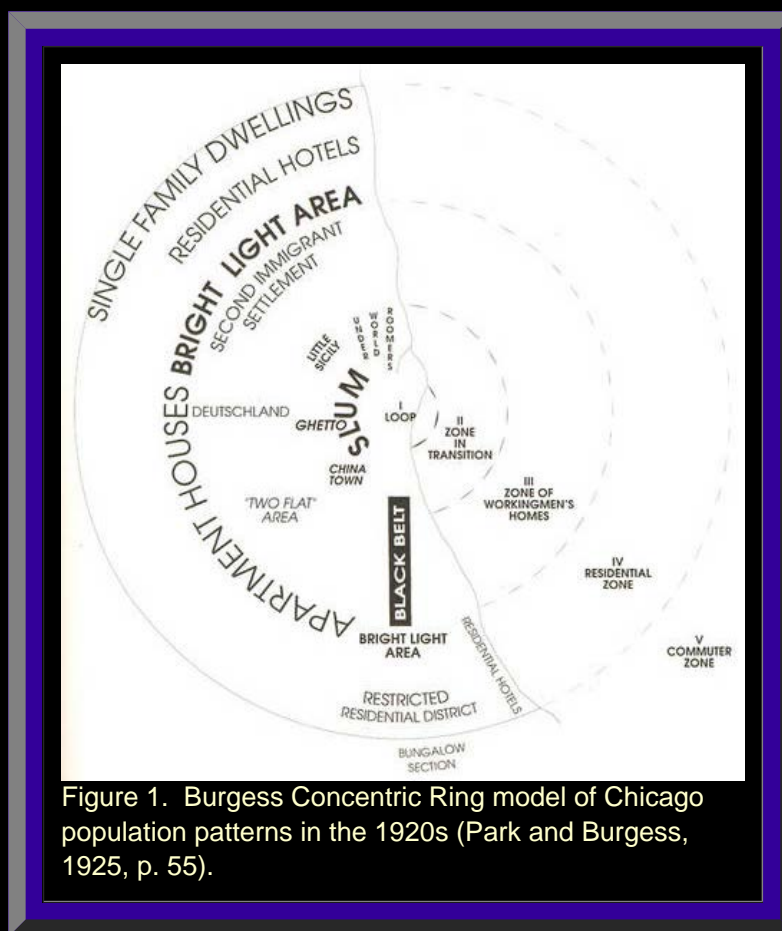 SINGLE FAMILY DWELLINGS
RESIDENTIAL HOTELS
BRIGHT LIGHT AREA
SECOND IMMIGRANT
SETTLEMENT
LITTLE
SICILY
UNDER
WORLD
ROOMERS
SLUM
I
LOOP
DEUTSCHLAND
GHETTO
APARTMENT HOUSES
CHINA
TOWN
"TWO FLAT"
AREA
II
ZONE
IN
TRANSITION
III
ZONE OF
WORKINGMEN'S
HOMES
BLACK BELT
IV
RESIDENTIAL
ZONE
BRIGHT LIGHT
AREA
RESIDENTIAL HOTELS
V
COMMUTER
ZONE
RESTRICTED
RESIDENTIAL DISTRICT
BUNGALOW
SECTION
Figure 1.  Burgess Concentric Ring model of Chicago
population patterns in the 1920s (Park and Burgess,
1925, p. 55).